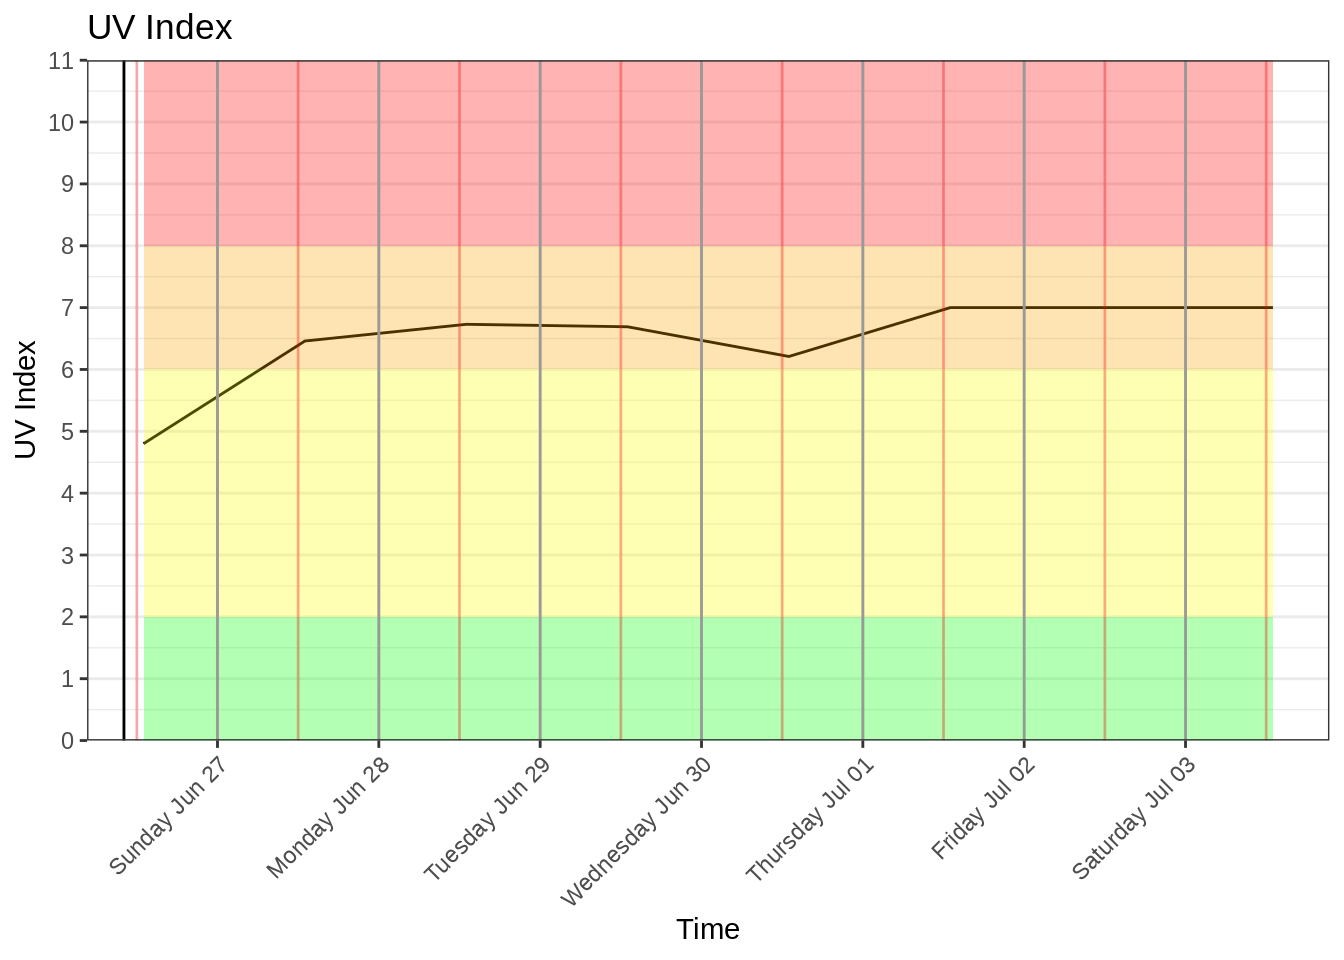 UV Index
11
10
9
8
7
6
5
4
3
2
1
0
UV Index
Sunday Jun 27
Monday Jun 28
Tuesday Jun 29
Wednesday Jun 30
Thursday Jul 01
Friday Jul 02
Saturday Jul 03
Time